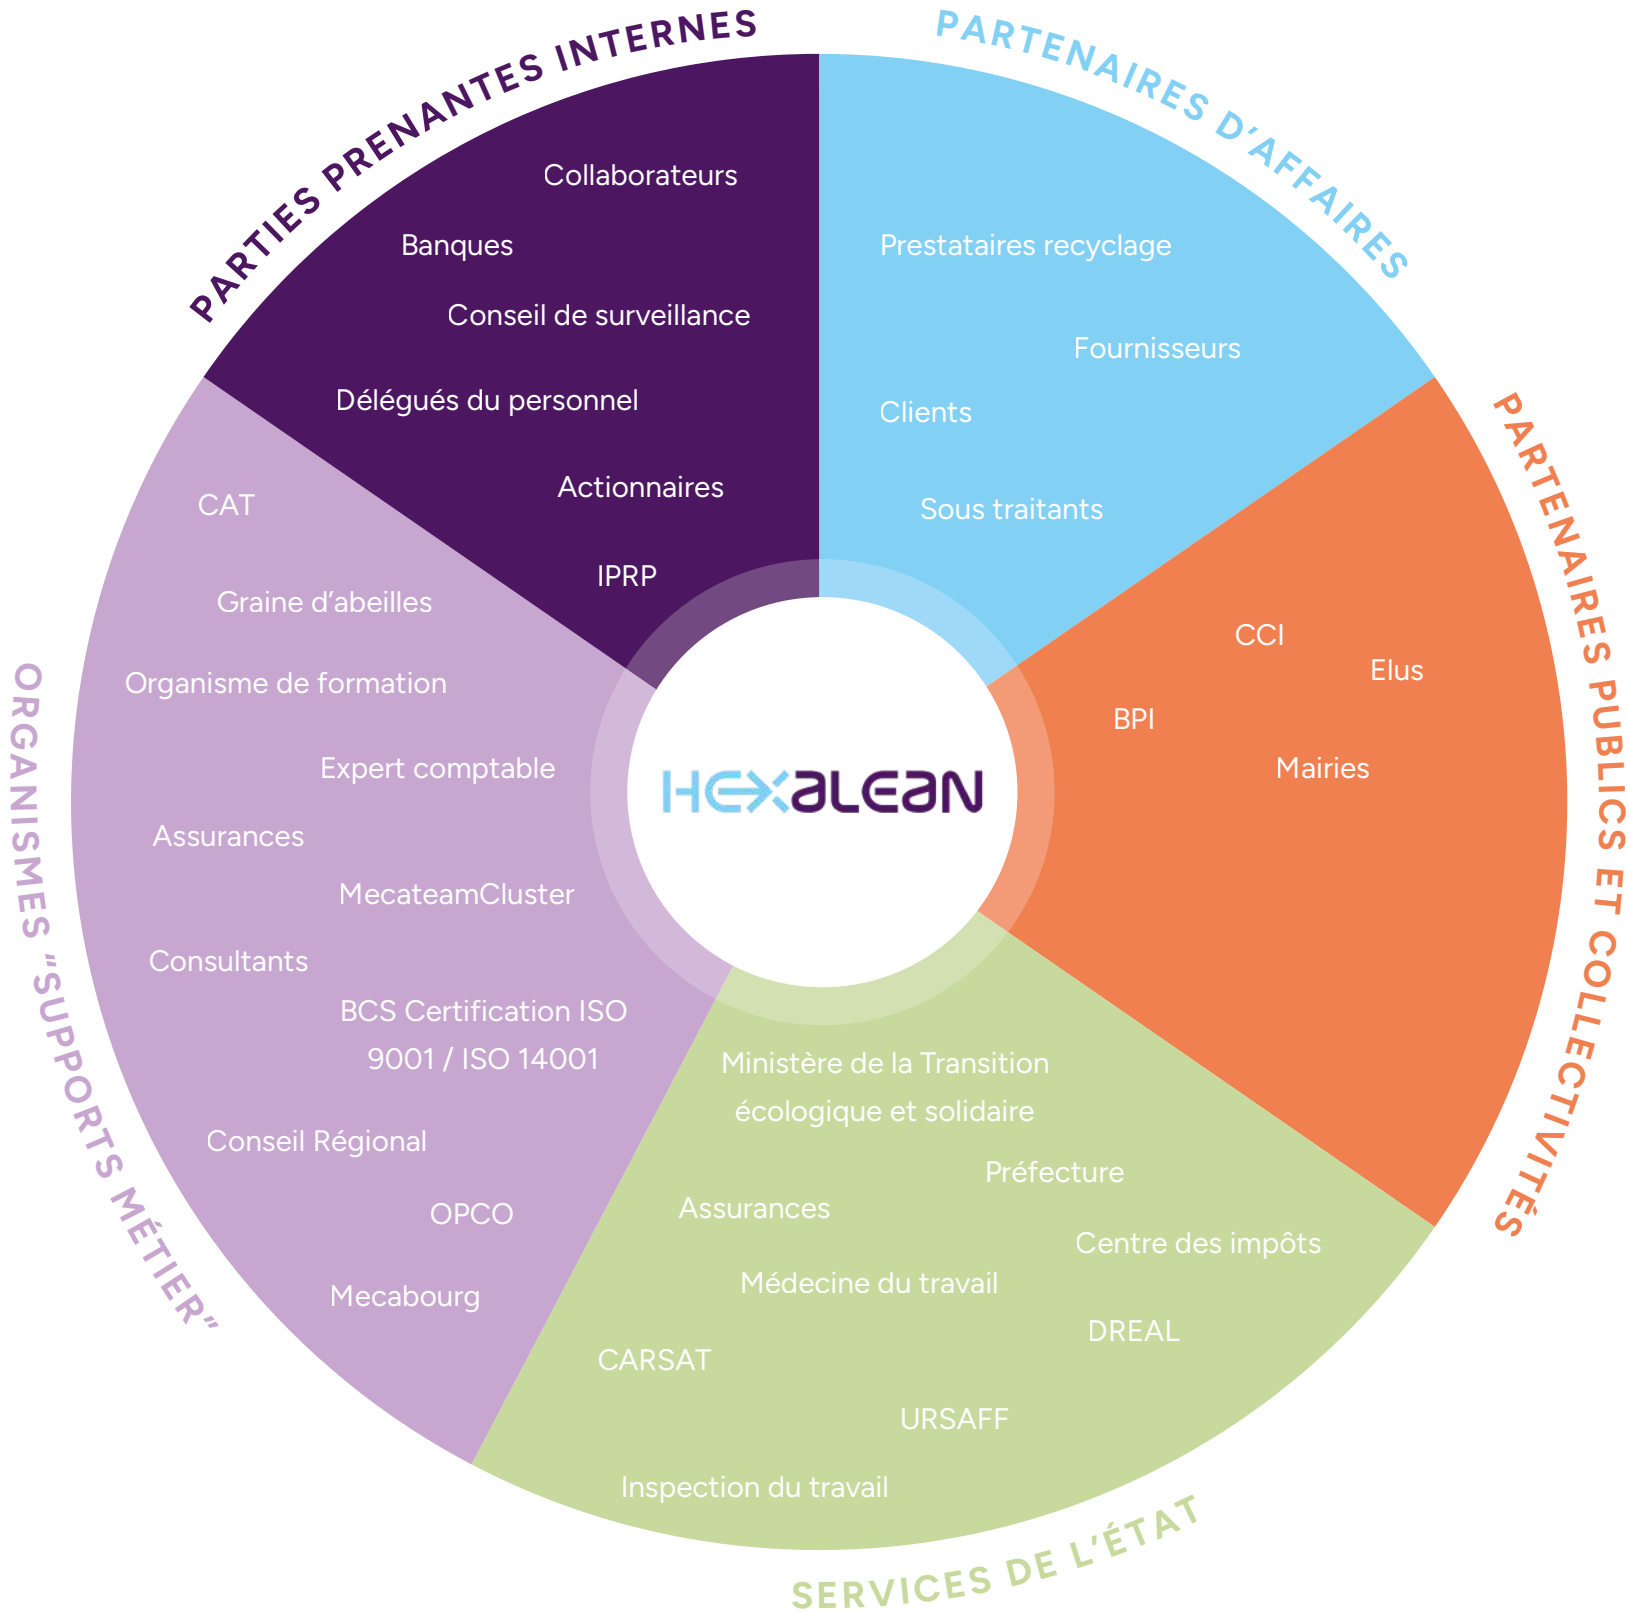 PARTIES PRENANTES INTERNES
Collaborateurs
Banques
Conseil de surveillance
Délégués du personnel
Actionnaires
IPRP
PARTENAIRES D’AFFAIRES
Prestataires recyclage
Fournisseurs
Clients
Sous traitants
PARTENAIRES PUBLICS ET COLLECTIVITÉS
CCI
Elus
BPI
Mairies
SERVICES DE L’ÉTAT
Ministère de la Transition
écologique et solidaire
Préfecture
Assurances
Centre des impôts
Médecine du travail
DREAL
CARSAT
URSAFF
Inspection du travail
ORGANISMES “SUPPORTS MÉTIER”
CAT
Graine d’abeilles
Organisme de formation
Expert comptable
Assurances
MecateamCluster
Consultants
BCS Certification ISO
9001 / ISO 14001
Conseil Régional
OPCO
Mecabourg
HEXALEAN